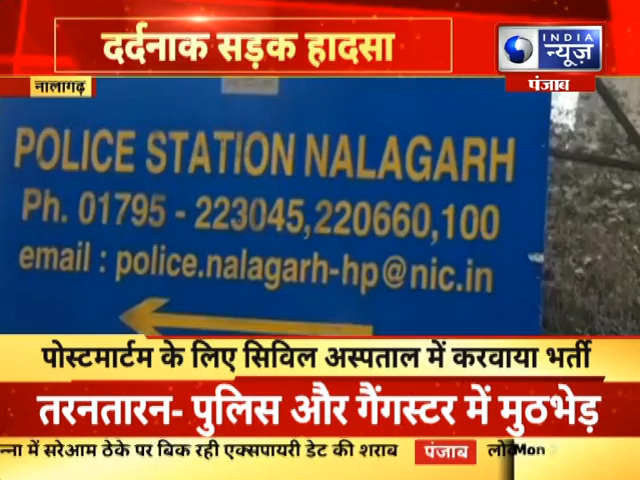 दर्दनाक सड़क हादसा
INDIA
न्यूज़
पंजाब
नालागढ़
POLICE STATION NALAGARH
Ph. 01795 - 223045,220660,100
email : police.nalagarh-hp@nic.in
पोस्टमार्टम के लिए सिविल अस्पताल में करवाया भर्ती
तरनतारन- पुलिस और गैंगस्टर में मुठभेड़
न्ना में सरेआम ठेके पर बिक रही एक्सपायरी डेट की शराब पंजाब Mon